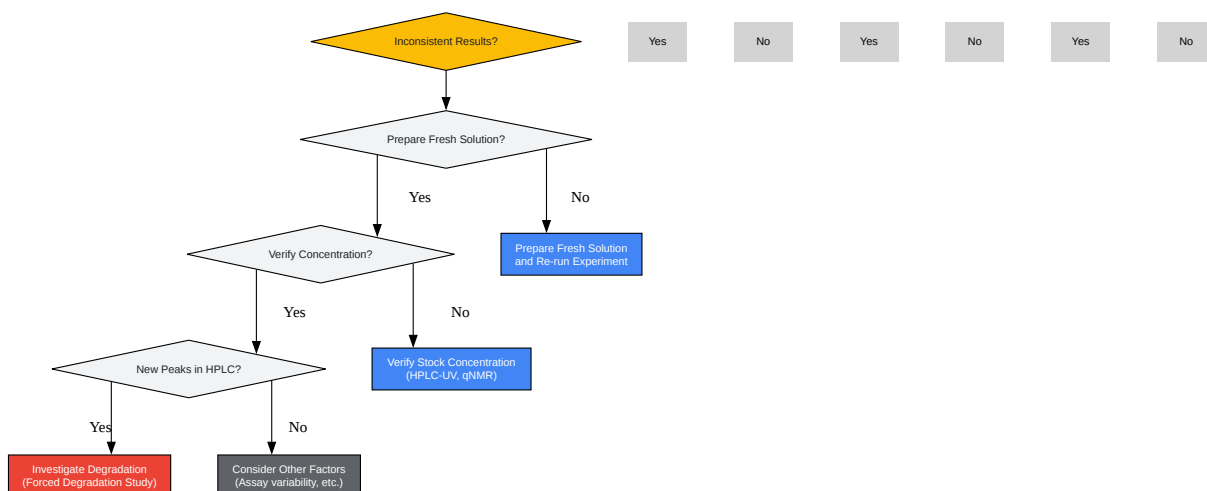 Inconsistent Results?
Yes
No
Yes
No
Yes
No
Prepare Fresh Solution?
Yes
No
Verify Concentration?
Prepare Fresh Solution
and Re-run Experiment
Yes
No
New Peaks in HPLC?
Verify Stock Concentration
(HPLC-UV, qNMR)
Yes
No
Investigate Degradation
(Forced Degradation Study)
Consider Other Factors
(Assay variability, etc.)